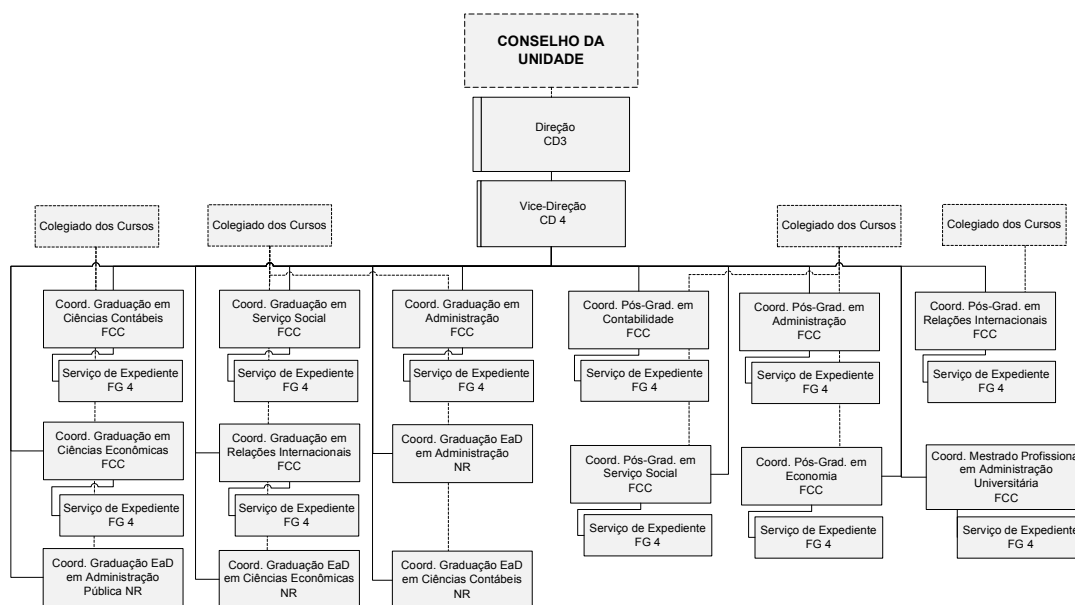 CONSELHO DA
UNIDADE
Direção
CD3
Vice-Direção
CD 4
Colegiado dos Cursos
Colegiado dos Cursos
Colegiado dos Cursos
Colegiado dos Cursos
Coord. Graduação em
Ciências Contábeis
FCC
Coord. Graduação em
Serviço Social
FCC
Coord. Graduação em
Administração
FCC
Coord. Pós-Grad. em
Contabilidade
FCC
Coord. Pós-Grad. em
Administração
FCC
Coord. Pós-Grad. em
Relações Internacionais
FCC
Serviço de Expediente
FG 4
Serviço de Expediente
FG 4
Serviço de Expediente
FG 4
Serviço de Expediente
FG 4
Serviço de Expediente
FG 4
Serviço de Expediente
FG 4
Coord. Graduação em
Ciências Econômicas
FCC
Coord. Graduação em
Relações Internacionais
FCC
Coord. Graduação EaD
em Administração
NR
Coord. Pós-Grad. em
Serviço Social
FCC
Coord. Pós-Grad. em
Economia
FCC
Coord. Mestrado Profissiona
em Administração
Universitária
FCC
Serviço de Expediente
FG 4
Serviço de Expediente
FG 4
Serviço de Expediente
FG 4
Serviço de Expediente
FG 4
Serviço de Expediente
FG 4
Coord. Graduação EaD
em Administração
Pública NR
Coord. Graduação EaD
em Ciências Econômicas
NR
Coord. Graduação EaD
em Ciências Contábeis
NR